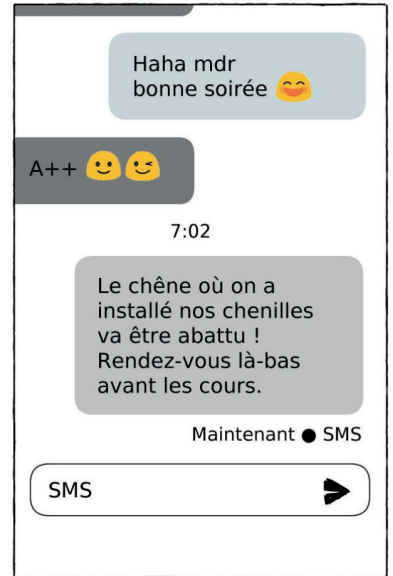 Haha mdr
bonne soirée 😄
A++ 🙂😉
7:02
Le chêne où on a
installé nos chenilles
va être abattu !
Rendez-vous là-bas
avant les cours.
Maintenant ● SMS
SMS